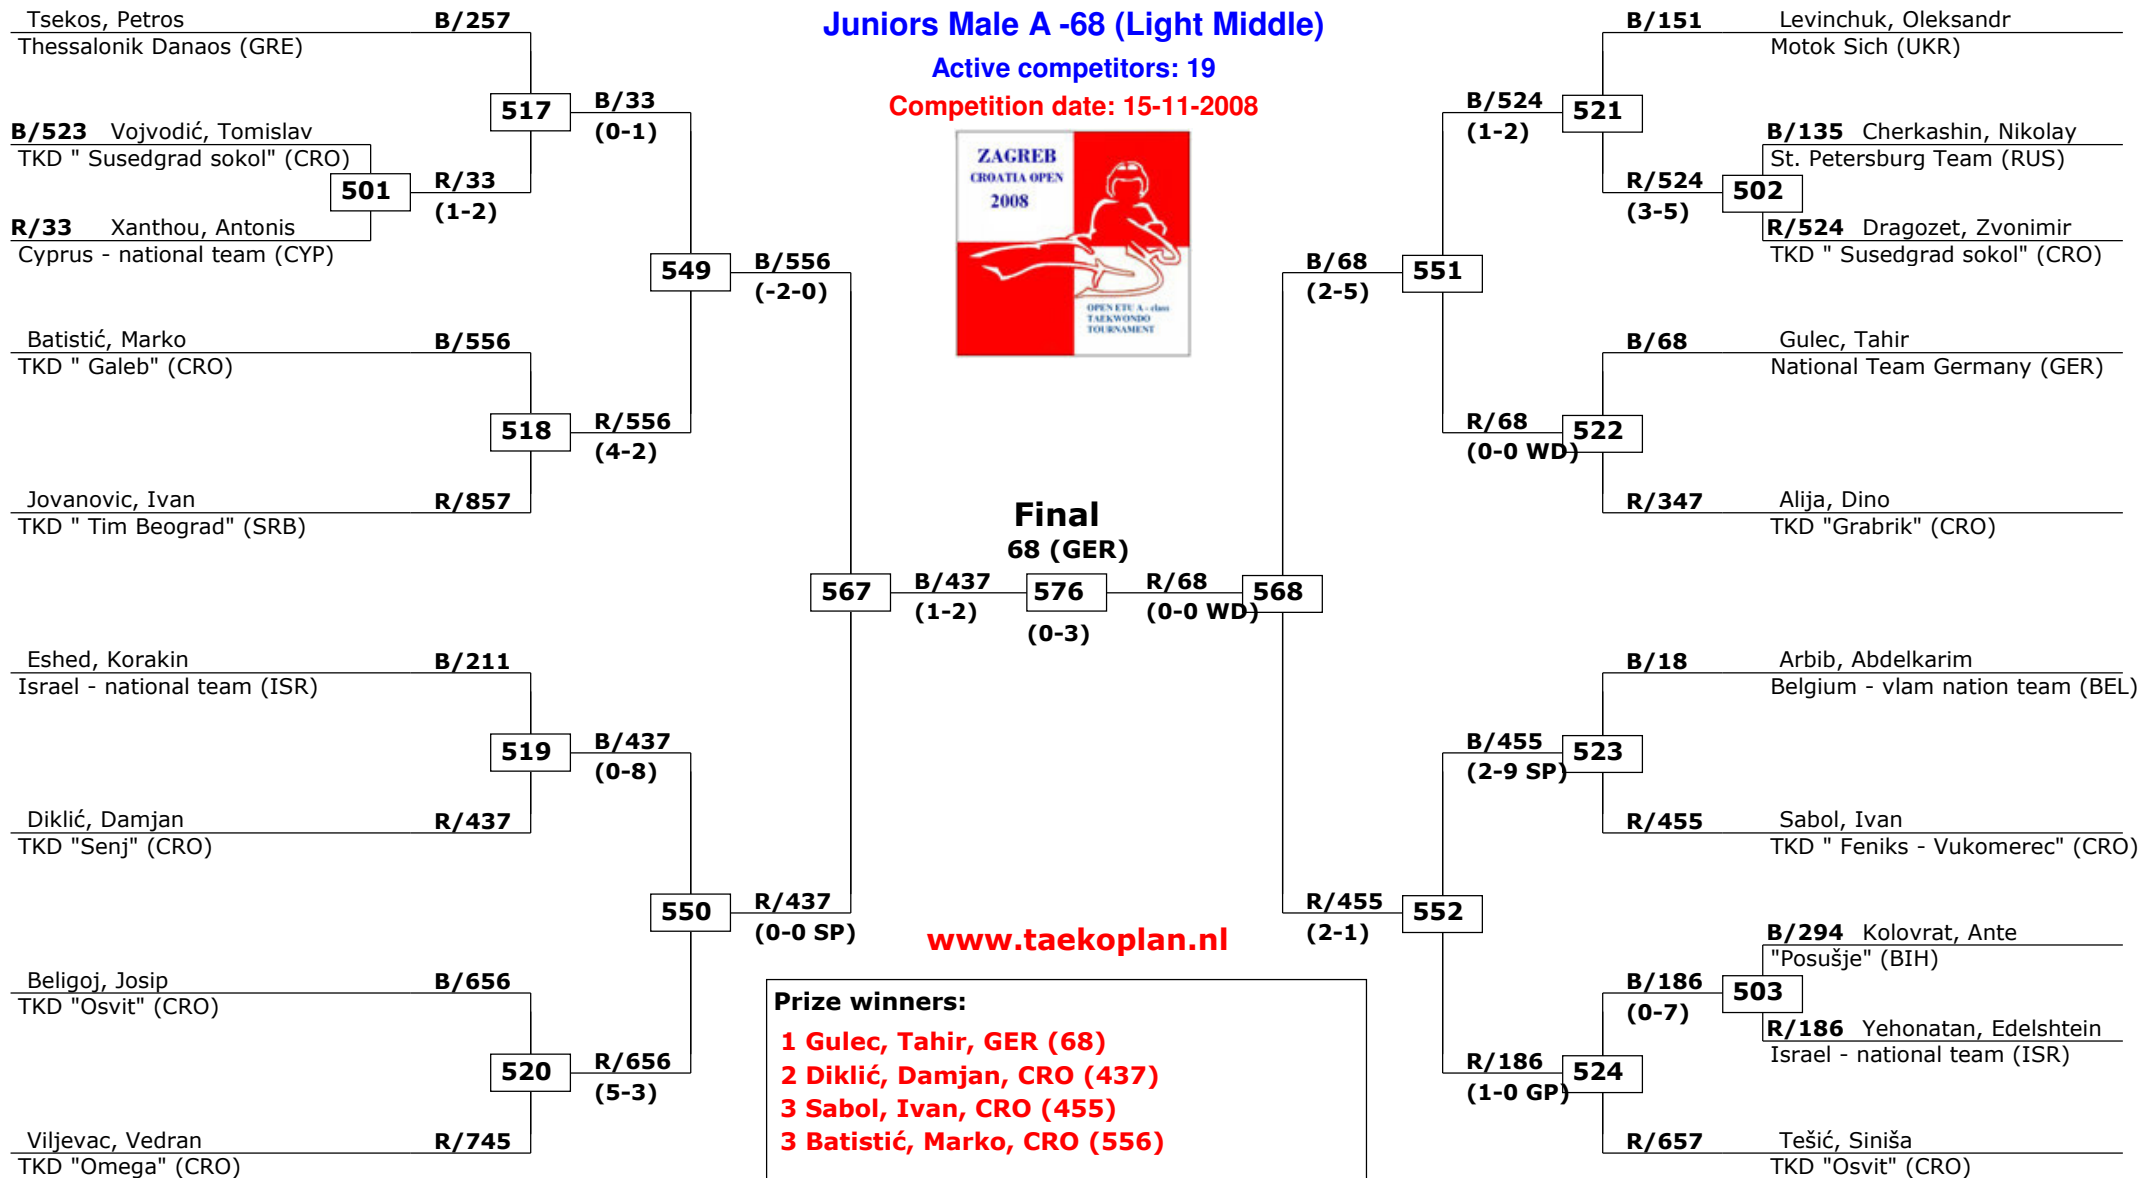 Juniors Male A -68 (Light Middle)
Active competitors: 19
Competition date: 15-11-2008
ZAGREB
CROATIA OPEN
2008
OPEN ETU A - class
TAEKWONDO
TOURNAMENT
Tsekos, Petros B/257
Thessalonik Danaos (GRE)
517
B/33
(0-1)
B/523 Vojvodić, Tomislav
TKD " Susedgrad sokol" (CRO)
501
R/33
(1-2)
R/33 Xanthou, Antonis
Cyprus - national team (CYP)
549
B/556
(-2-0)
Batistić, Marko B/556
TKD " Galeb" (CRO)
518
R/556
(4-2)
Jovanovic, Ivan R/857
TKD " Tim Beograd" (SRB)
567
B/437
(1-2)
Eshed, Korakin B/211
Israel - national team (ISR)
519
B/437
(0-8)
Diklić, Damjan R/437
TKD "Senj" (CRO)
550
R/437
(0-0 SP)
Beligoj, Josip B/656
TKD "Osvit" (CRO)
520
R/656
(5-3)
Viljevac, Vedran R/745
TKD "Omega" (CRO)
Final
68 (GER)
576
(0-3)
R/68
(0-0 WD)
568
B/151 Levinchuk, Oleksandr
Motok Sich (UKR)
B/524
(1-2)
521
B/135 Cherkashin, Nikolay
St. Petersburg Team (RUS)
R/524
(3-5)
502
R/524 Dragozet, Zvonimir
TKD " Susedgrad sokol" (CRO)
B/68
(2-5)
551
B/68 Gulec, Tahir
National Team Germany (GER)
R/68
(0-0 WD)
522
R/347 Alija, Dino
TKD "Grabrik" (CRO)
B/18 Arbib, Abdelkarim
Belgium - vlam nation team (BEL)
B/455
(2-9 SP)
523
R/455 Sabol, Ivan
TKD " Feniks - Vukomerec" (CRO)
R/455
(2-1)
552
B/294 Kolovrat, Ante
"Posušje" (BIH)
B/186
(0-7)
503
R/186 Yehonatan, Edelshtein
Israel - national team (ISR)
R/186
(1-0 GP)
524
R/657 Tešić, Siniša
TKD "Osvit" (CRO)
www.taekoplan.nl
Prize winners:
1 Gulec, Tahir, GER (68)
2 Diklić, Damjan, CRO (437)
3 Sabol, Ivan, CRO (455)
3 Batistić, Marko, CRO (556)